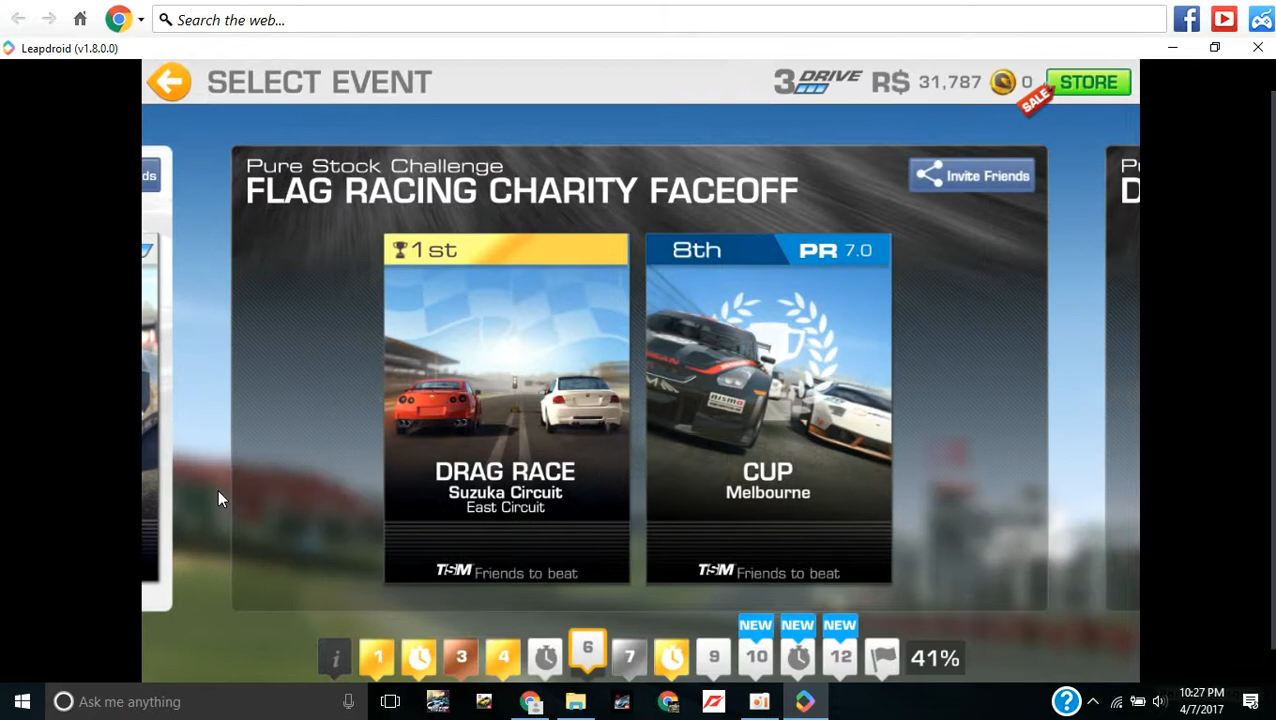 Search the web...
Leapdroid (v1.8.0.0)
SELECT EVENT
3 DRIVE R$ 31,787 0 STORE
SALE
ds
Pure Stock Challenge
FLAG RACING CHARITY FACEOFF
Invite Friends
1st
8th PR 7.0
DRAG RACE
Suzuka Circuit
East Circuit
TSM Friends to beat
CUP
Melbourne
TSM Friends to beat
NEW NEW NEW
i 1 3 4 6 7 9 10 12 41%
Ask me anything
10:27 PM
4/7/2017